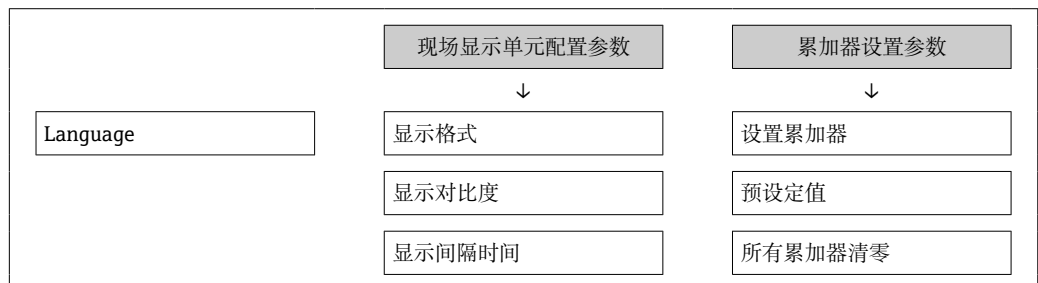 现场显示单元配置参数
累加器设置参数
↓
↓
Language
显示格式
设置累加器
显示对比度
预设定值
显示间隔时间
所有累加器清零